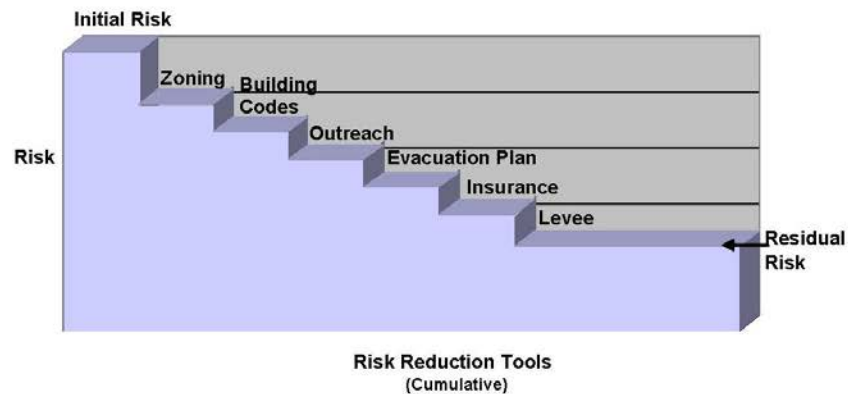 Initial Risk
Zoning
Building
Codes
Outreach
Risk
Evacuation Plan
Insurance
Levee
Residual
Risk
Risk Reduction Tools
(Cumulative)